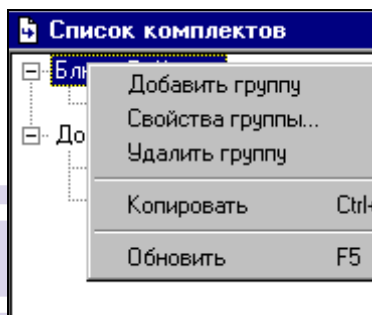 Список комплектов
Добавить группу
Свойства группы...
Удалить группу
Копировать
Обновить F5